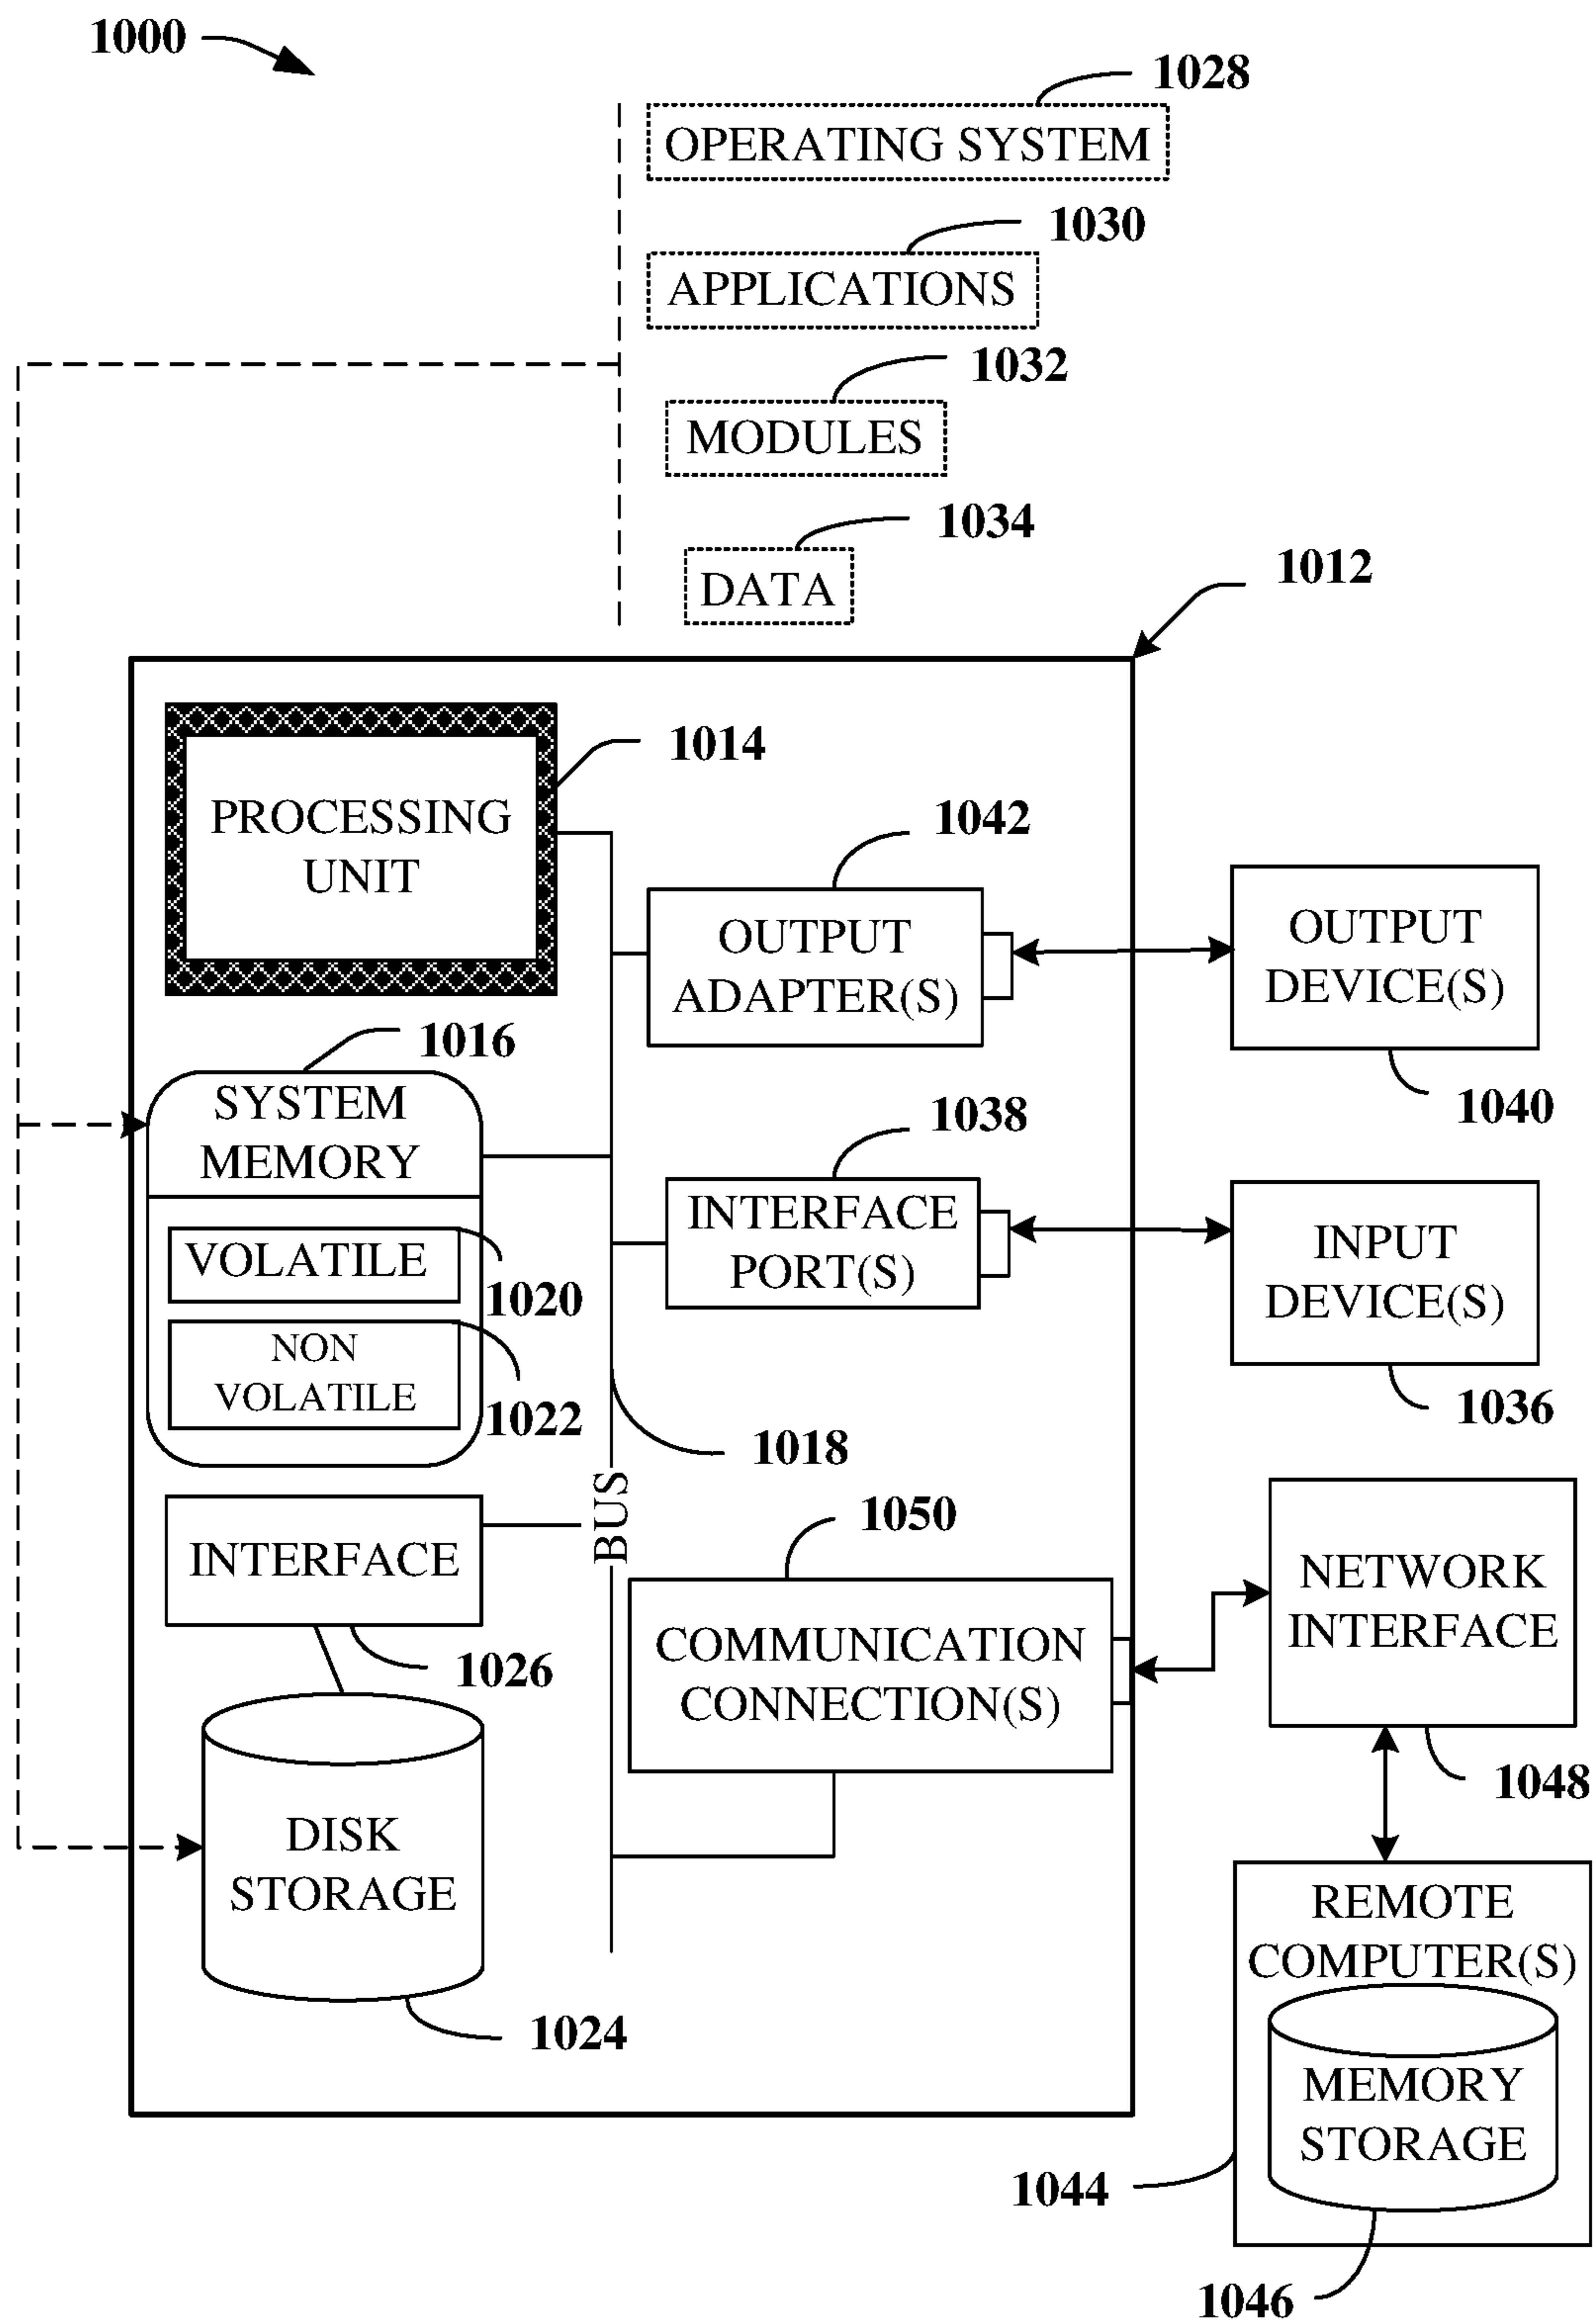 1000
1028
OPERATING SYSTEM
1030
APPLICATIONS
1032
MODULES
1034
DATA
1012
1014
PROCESSING
UNIT
1042
OUTPUT
ADAPTER(S)
OUTPUT
DEVICE(S)
1040
1016
SYSTEM
MEMORY
VOLATILE
1020
NON
VOLATILE
1022
1038
INTERFACE
PORT(S)
INPUT
DEVICE(S)
1036
1018
BUS
INTERFACE
1026
1050
COMMUNICATION
CONNECTION(S)
NETWORK
INTERFACE
1048
DISK
STORAGE
1024
REMOTE
COMPUTER(S)
MEMORY
STORAGE
1044
1046